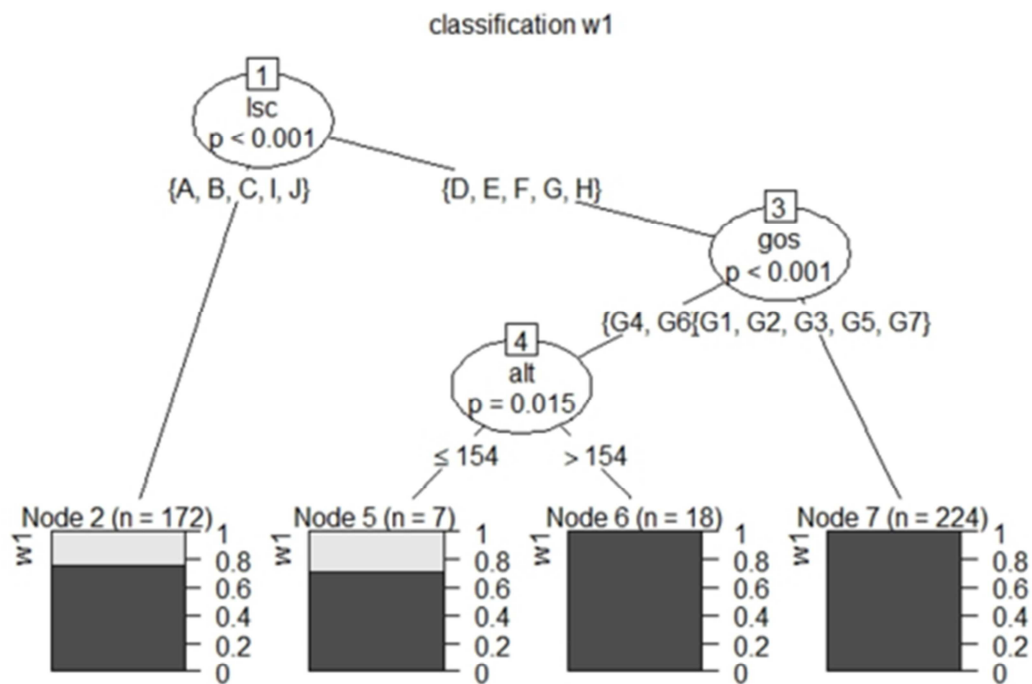 classification w1
1
lsc
p < 0.001
{A, B, C, I, J}
{D, E, F, G, H}
3
gos
p < 0.001
{G4, G6{G1, G2, G3, G5, G7}
4
alt
p = 0.015
≤ 154
> 154
Node 2 (n = 172)
w1
1
0.8
0.6
0.4
0.2
0
Node 5 (n = 7)
w1
1
0.8
0.6
0.4
0.2
0
Node 6 (n = 18)
w1
1
0.8
0.6
0.4
0.2
0
Node 7 (n = 224)
w1
1
0.8
0.6
0.4
0.2
0